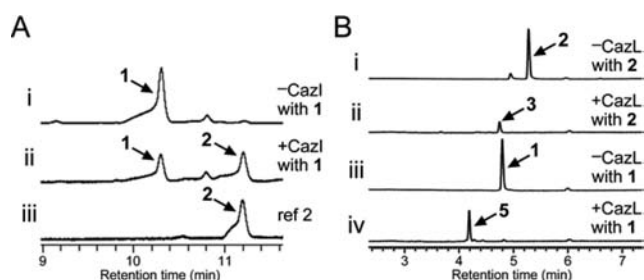 A
i
1
−CazI
with 1
ii
1
2
+CazI
with 1
iii
2
ref 2
9 10 11
Retention time (min)
B
i
2
−CazL
with 2
ii
3
+CazL
with 2
iii
1
−CazL
with 1
iv
5
+CazL
with 1
3 4 5 6 7
Retention time (min)